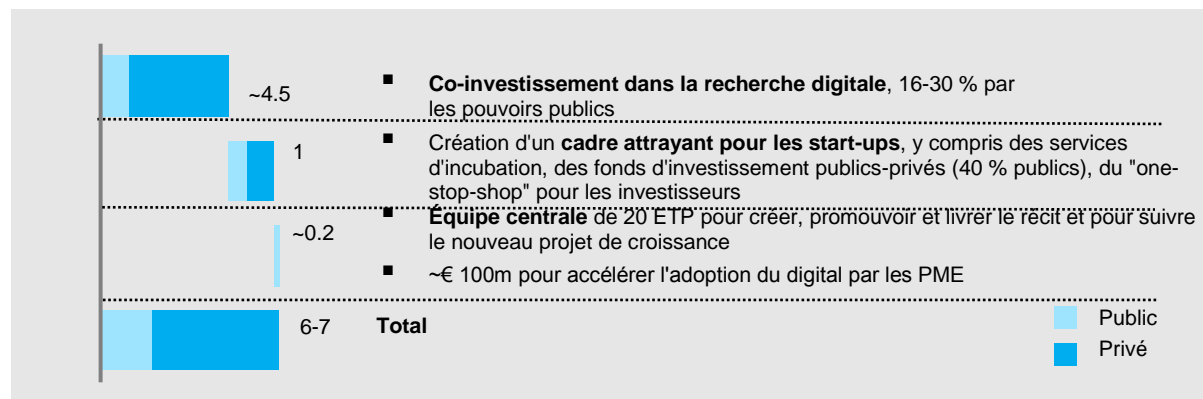 ~4.5
■ Co-investissement dans la recherche digitale, 16-30 % par
les pouvoirs publics
1
■ Création d'un cadre attrayant pour les start-ups, y compris des services
d'incubation, des fonds d'investissement publics-privés (40 % publics), du "one-
stop-shop" pour les investisseurs
~0.2
■ Équipe centrale de 20 ETP pour créer, promouvoir et livrer le récit et pour suivre
le nouveau projet de croissance
■ ~€ 100m pour accélérer l'adoption du digital par les PME
6-7 Total
Public
Privé